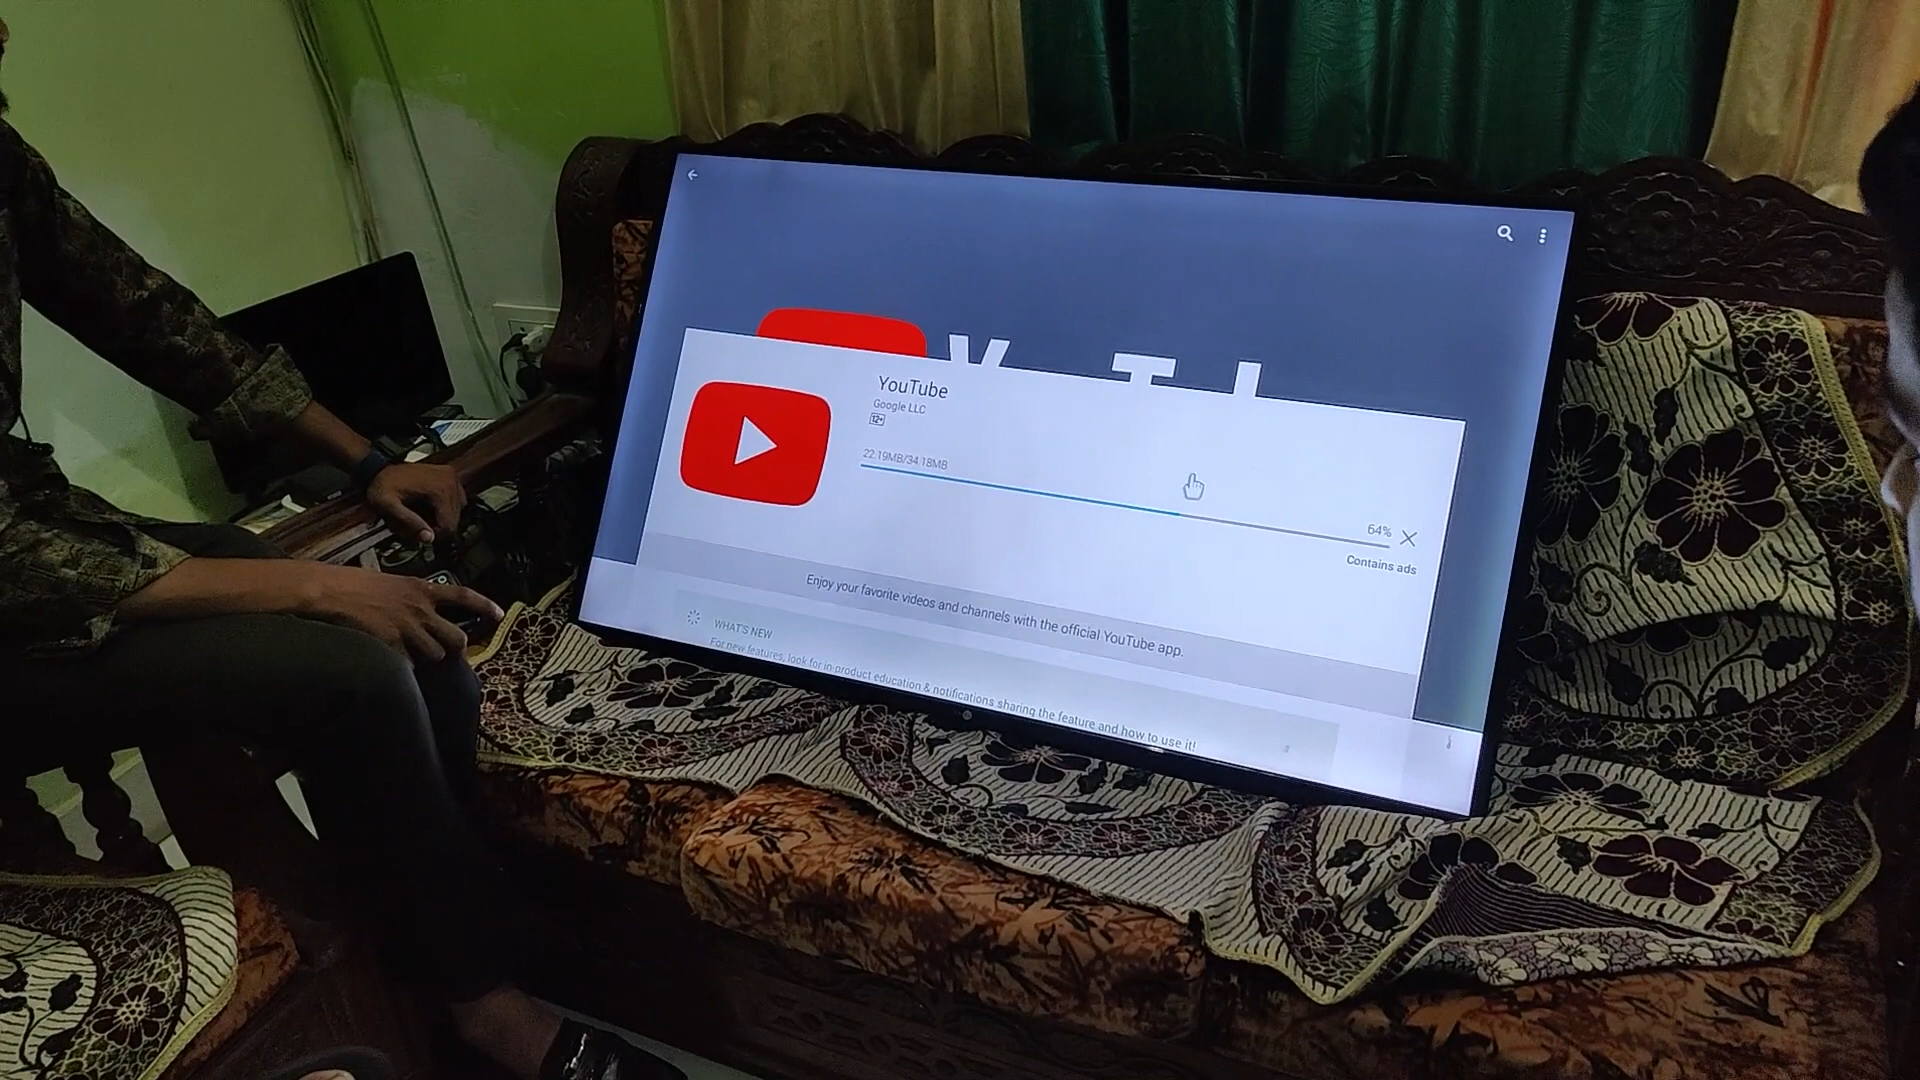 YouTube
Google LLC
12+
22.19MB/34.18MB
64%
Contains ads
Enjoy your favorite videos and channels with the official YouTube app.
WHAT'S NEW
For new features, look for in-product education & notifications sharing the feature and how to use it!